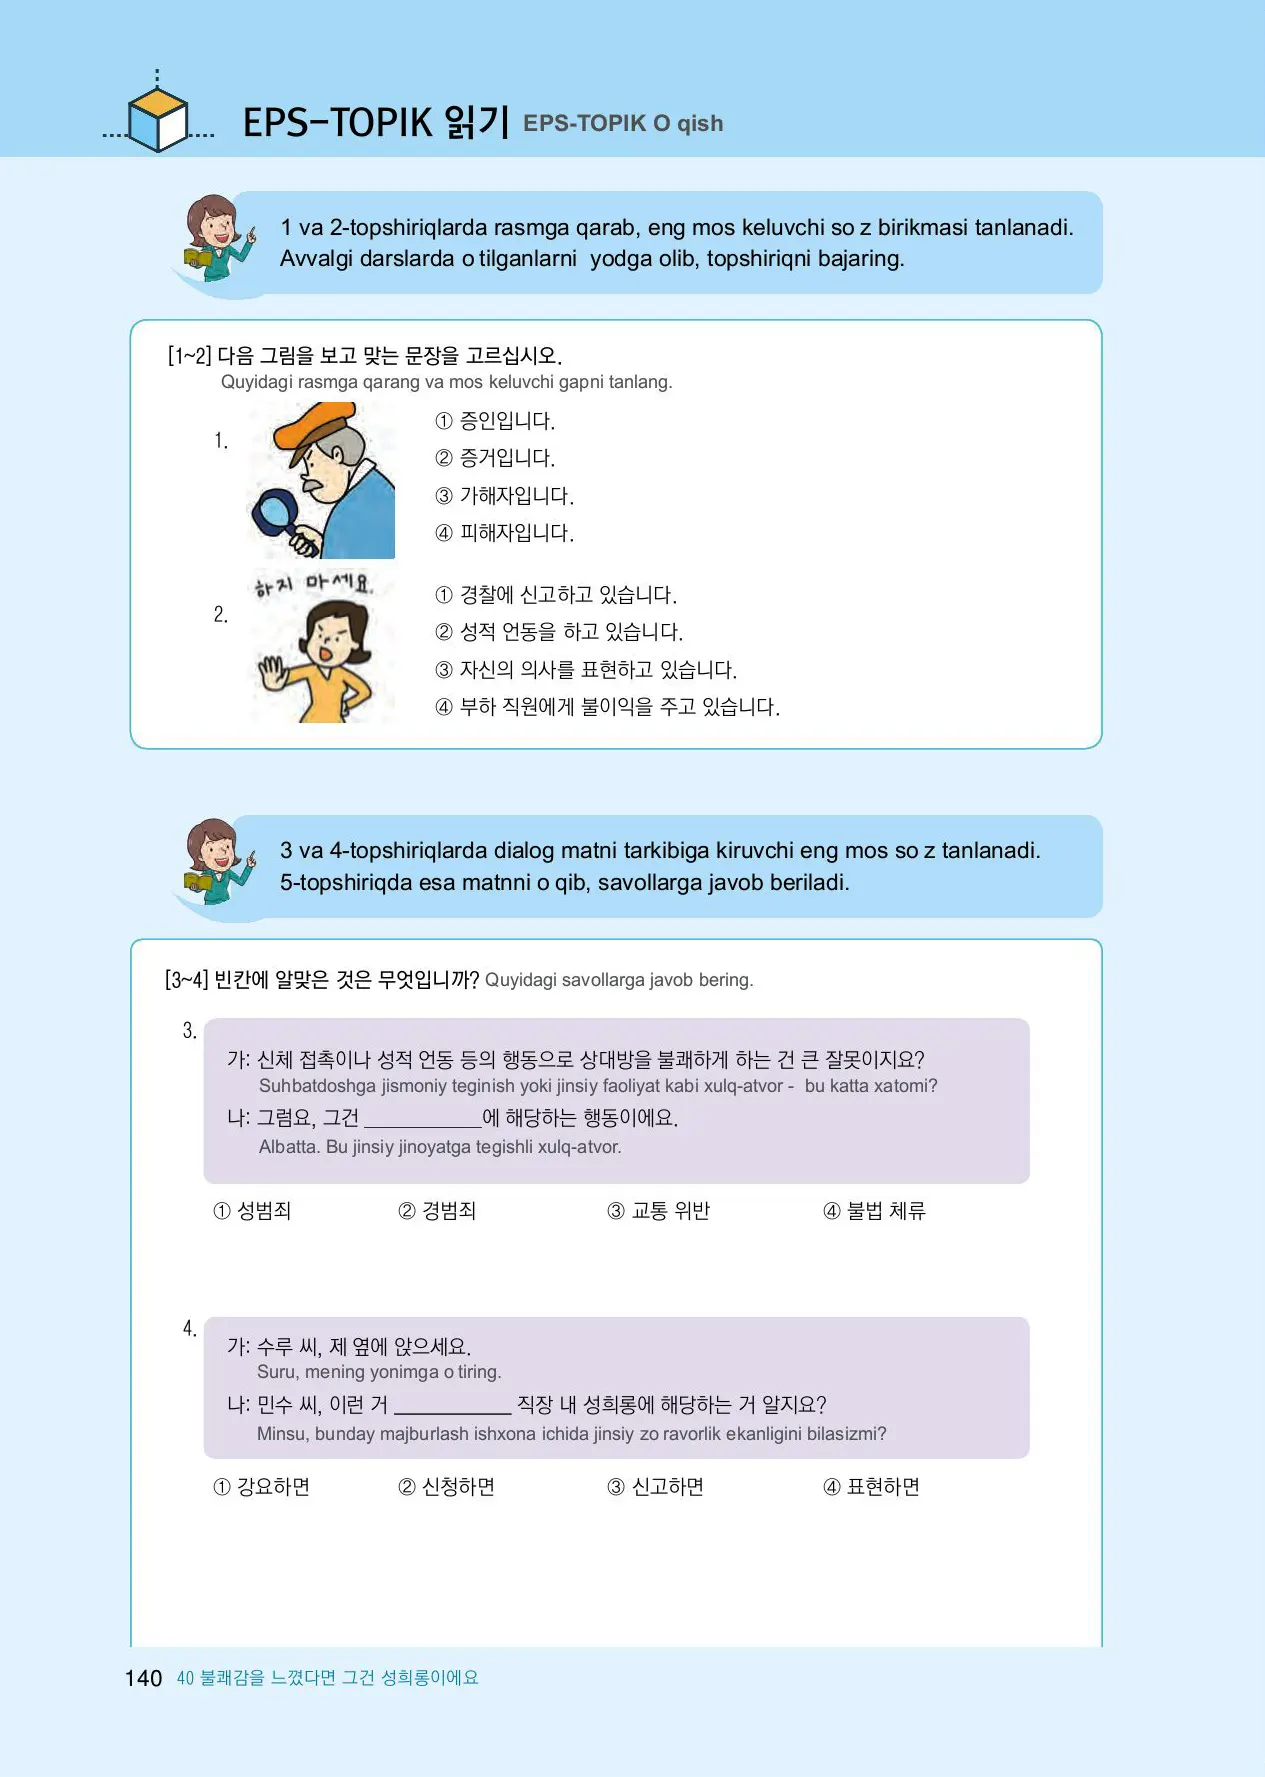 EPS-TOPIK 읽기 EPS-TOPIK O qish
1 va 2-topshiriqlarda rasmga qarab, eng mos keluvchi so z birikmasi tanlanadi.
Avvalgi darslarda o tilganlarni yodga olib, topshiriqni bajaring.
[1~2] 다음 그림을 보고 맞는 문장을 고르십시오.
Quyidagi rasmga qarang va mos keluvchi gapni tanlang.
1.
① 증인입니다.
② 증거입니다.
③ 가해자입니다.
④ 피해자입니다.
2.
하지 마세요.
① 경찰에 신고하고 있습니다.
② 성적 언동을 하고 있습니다.
③ 자신의 의사를 표현하고 있습니다.
④ 부하 직원에게 불이익을 주고 있습니다.
3 va 4-topshiriqlarda dialog matni tarkibiga kiruvchi eng mos so z tanlanadi.
5-topshiriqda esa matnni o qib, savollarga javob beriladi.
[3~4] 빈칸에 알맞은 것은 무엇입니까? Quyidagi savollarga javob bering.
3.
가: 신체 접촉이나 성적 언동 등의 행동으로 상대방을 불쾌하게 하는 건 큰 잘못이지요?
Suhbatdoshga jismoniy teginish yoki jinsiy faoliyat kabi xulq-atvor - bu katta xatomi?
나: 그럼요, 그건 ___________에 해당하는 행동이에요.
Albatta. Bu jinsiy jinoyatga tegishli xulq-atvor.
① 성범죄 ② 경범죄 ③ 교통 위반 ④ 불법 체류
4.
가: 수루 씨, 제 옆에 앉으세요.
Suru, mening yonimga o tiring.
나: 민수 씨, 이런 거 ___________ 직장 내 성희롱에 해당하는 거 알지요?
Minsu, bunday majburlash ishxona ichida jinsiy zo ravorlik ekanligini bilasizmi?
① 강요하면 ② 신청하면 ③ 신고하면 ④ 표현하면
140 40 불쾌감을 느꼈다면 그건 성희롱이에요